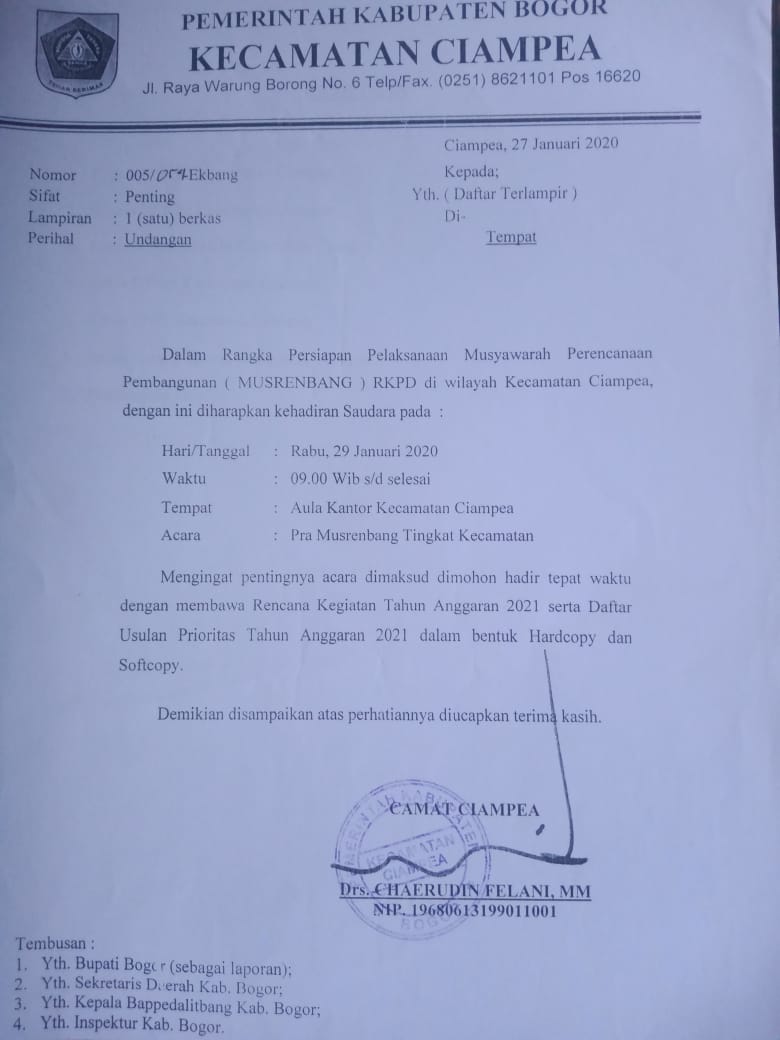 PEMERINTAH KABUPATEN BOGOR
KECAMATAN CIAMPEA
Jl. Raya Warung Borong No. 6 Telp/Fax. (0251) 8621101 Pos 16620
Ciampea, 27 Januari 2020
Nomor : 005/ Ekbang
Kepada;
Sifat : Penting
Yth. ( Daftar Terlampir )
Lampiran : 1 (satu) berkas
Di-
Perihal : Undangan
Tempat
Dalam Rangka Persiapan Pelaksanaan Musyawarah Perencanaan
Pembangunan ( MUSRENBANG ) RKPD di wilayah Kecamatan Ciampea,
dengan ini diharapkan kehadiran Saudara pada :
Hari/Tanggal : Rabu, 29 Januari 2020
Waktu : 09.00 Wib s/d selesai
Tempat : Aula Kantor Kecamatan Ciampea
Acara : Pra Musrenbang Tingkat Kecamatan
Mengingat pentingnya acara dimaksud dimohon hadir tepat waktu
dengan membawa Rencana Kegiatan Tahun Anggaran 2021 serta Daftar
Usulan Prioritas Tahun Anggaran 2021 dalam bentuk Hardcopy dan
Softcopy.
Demikian disampaikan atas perhatiannya diucapkan terima kasih.
CAMAT CIAMPEA
KECAMATAN
CIAMPEA
Drs. CHAERUDIN FELANI, MM
NIP. 19680613199011001
BOGOR
Tembusan :
1. Yth. Bupati Bogor (sebagai laporan);
2. Yth. Sekretaris Daerah Kab. Bogor;
3. Yth. Kepala Bappedalitbang Kab. Bogor;
4. Yth. Inspektur Kab. Bogor.